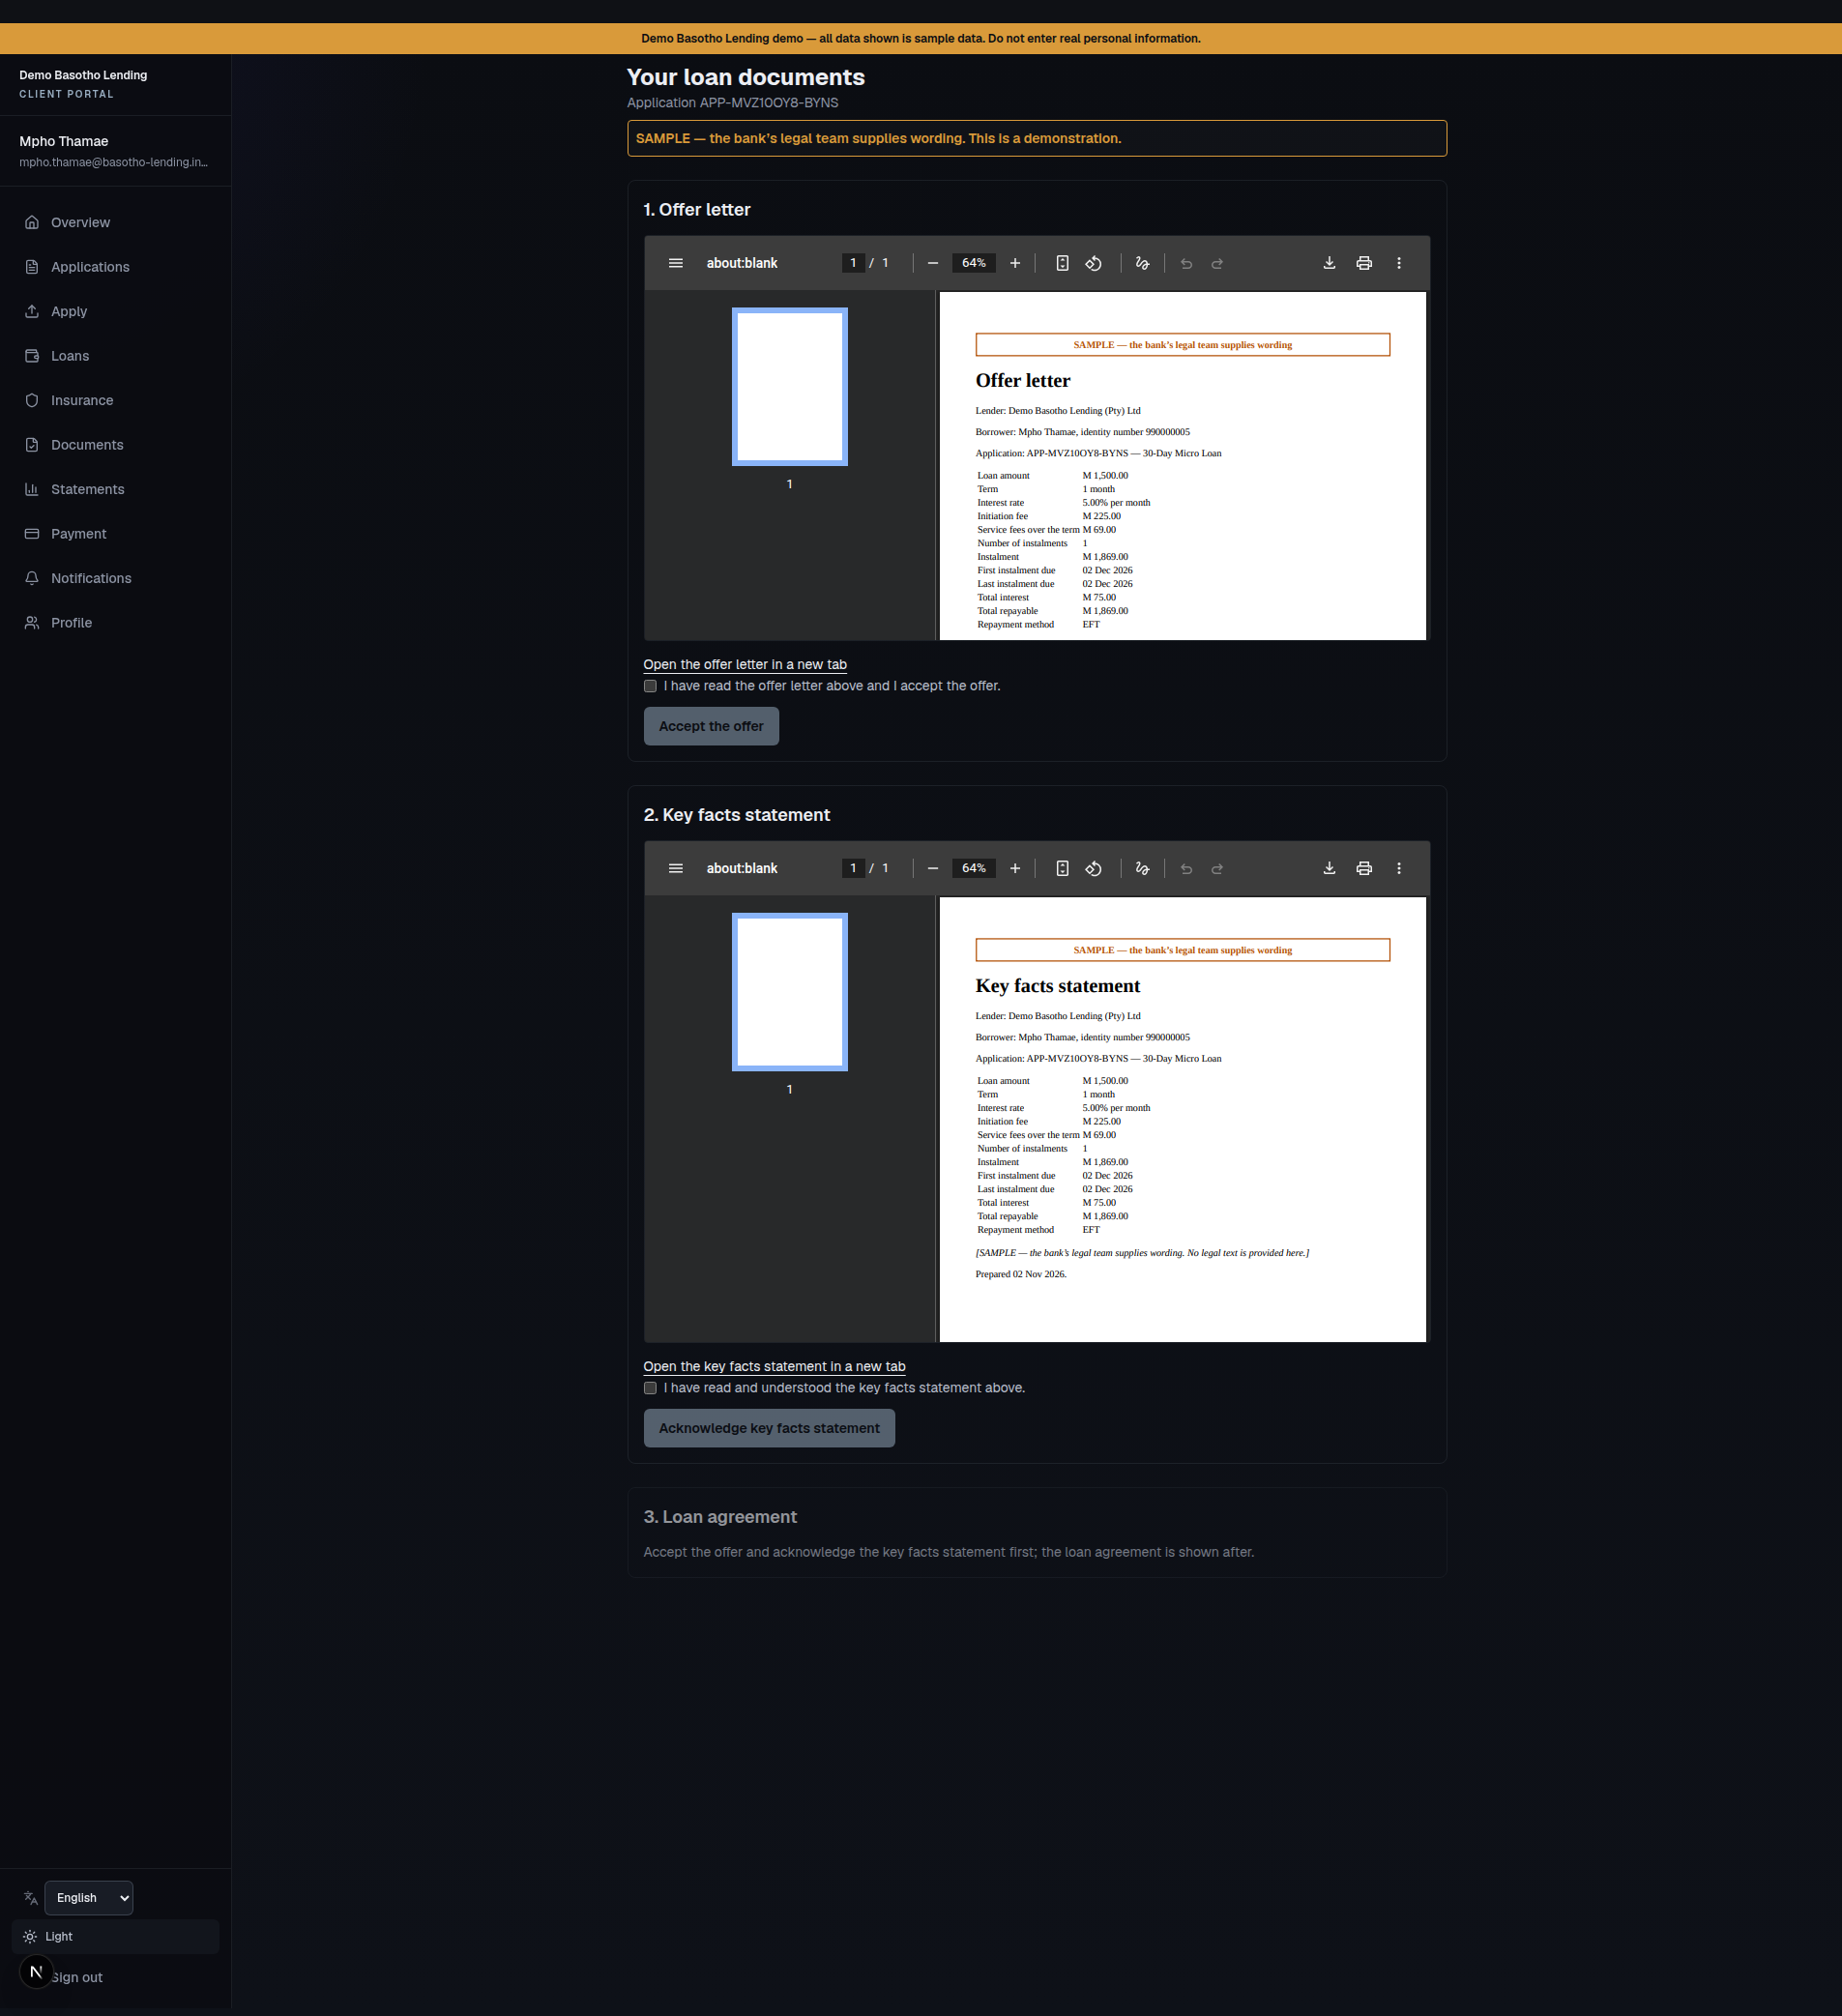 Demo Basotho Lending demo — all data shown is sample data. Do not enter real personal information.
Demo Basotho Lending
CLIENT PORTAL
Mpho Thamae
mpho.thamae@basotho-lending.in...
Overview
Applications
Apply
Loans
Insurance
Documents
Statements
Payment
Notifications
Profile
English
Light
N
Sign out
Your loan documents
Application APP-MVZ10OY8-BYNS
SAMPLE — the bank’s legal team supplies wording. This is a demonstration.
1. Offer letter
about:blank 1 / 1 64%
1
SAMPLE — the bank’s legal team supplies wording
Offer letter
Lender: Demo Basotho Lending (Pty) Ltd
Borrower: Mpho Thamae, identity number 990000005
Application: APP-MVZ10OY8-BYNS — 30-Day Micro Loan
Loan amount M 1,500.00
Term 1 month
Interest rate 5.00% per month
Initiation fee M 225.00
Service fees over the term M 69.00
Number of instalments 1
Instalment M 1,869.00
First instalment due 02 Dec 2026
Last instalment due 02 Dec 2026
Total interest M 75.00
Total repayable M 1,869.00
Repayment method EFT
Open the offer letter in a new tab
I have read the offer letter above and I accept the offer.
Accept the offer
2. Key facts statement
about:blank 1 / 1 64%
1
SAMPLE — the bank’s legal team supplies wording
Key facts statement
Lender: Demo Basotho Lending (Pty) Ltd
Borrower: Mpho Thamae, identity number 990000005
Application: APP-MVZ10OY8-BYNS — 30-Day Micro Loan
Loan amount M 1,500.00
Term 1 month
Interest rate 5.00% per month
Initiation fee M 225.00
Service fees over the term M 69.00
Number of instalments 1
Instalment M 1,869.00
First instalment due 02 Dec 2026
Last instalment due 02 Dec 2026
Total interest M 75.00
Total repayable M 1,869.00
Repayment method EFT
[SAMPLE — the bank’s legal team supplies wording. No legal text is provided here.]
Prepared 02 Nov 2026.
Open the key facts statement in a new tab
I have read and understood the key facts statement above.
Acknowledge key facts statement
3. Loan agreement
Accept the offer and acknowledge the key facts statement first; the loan agreement is shown after.